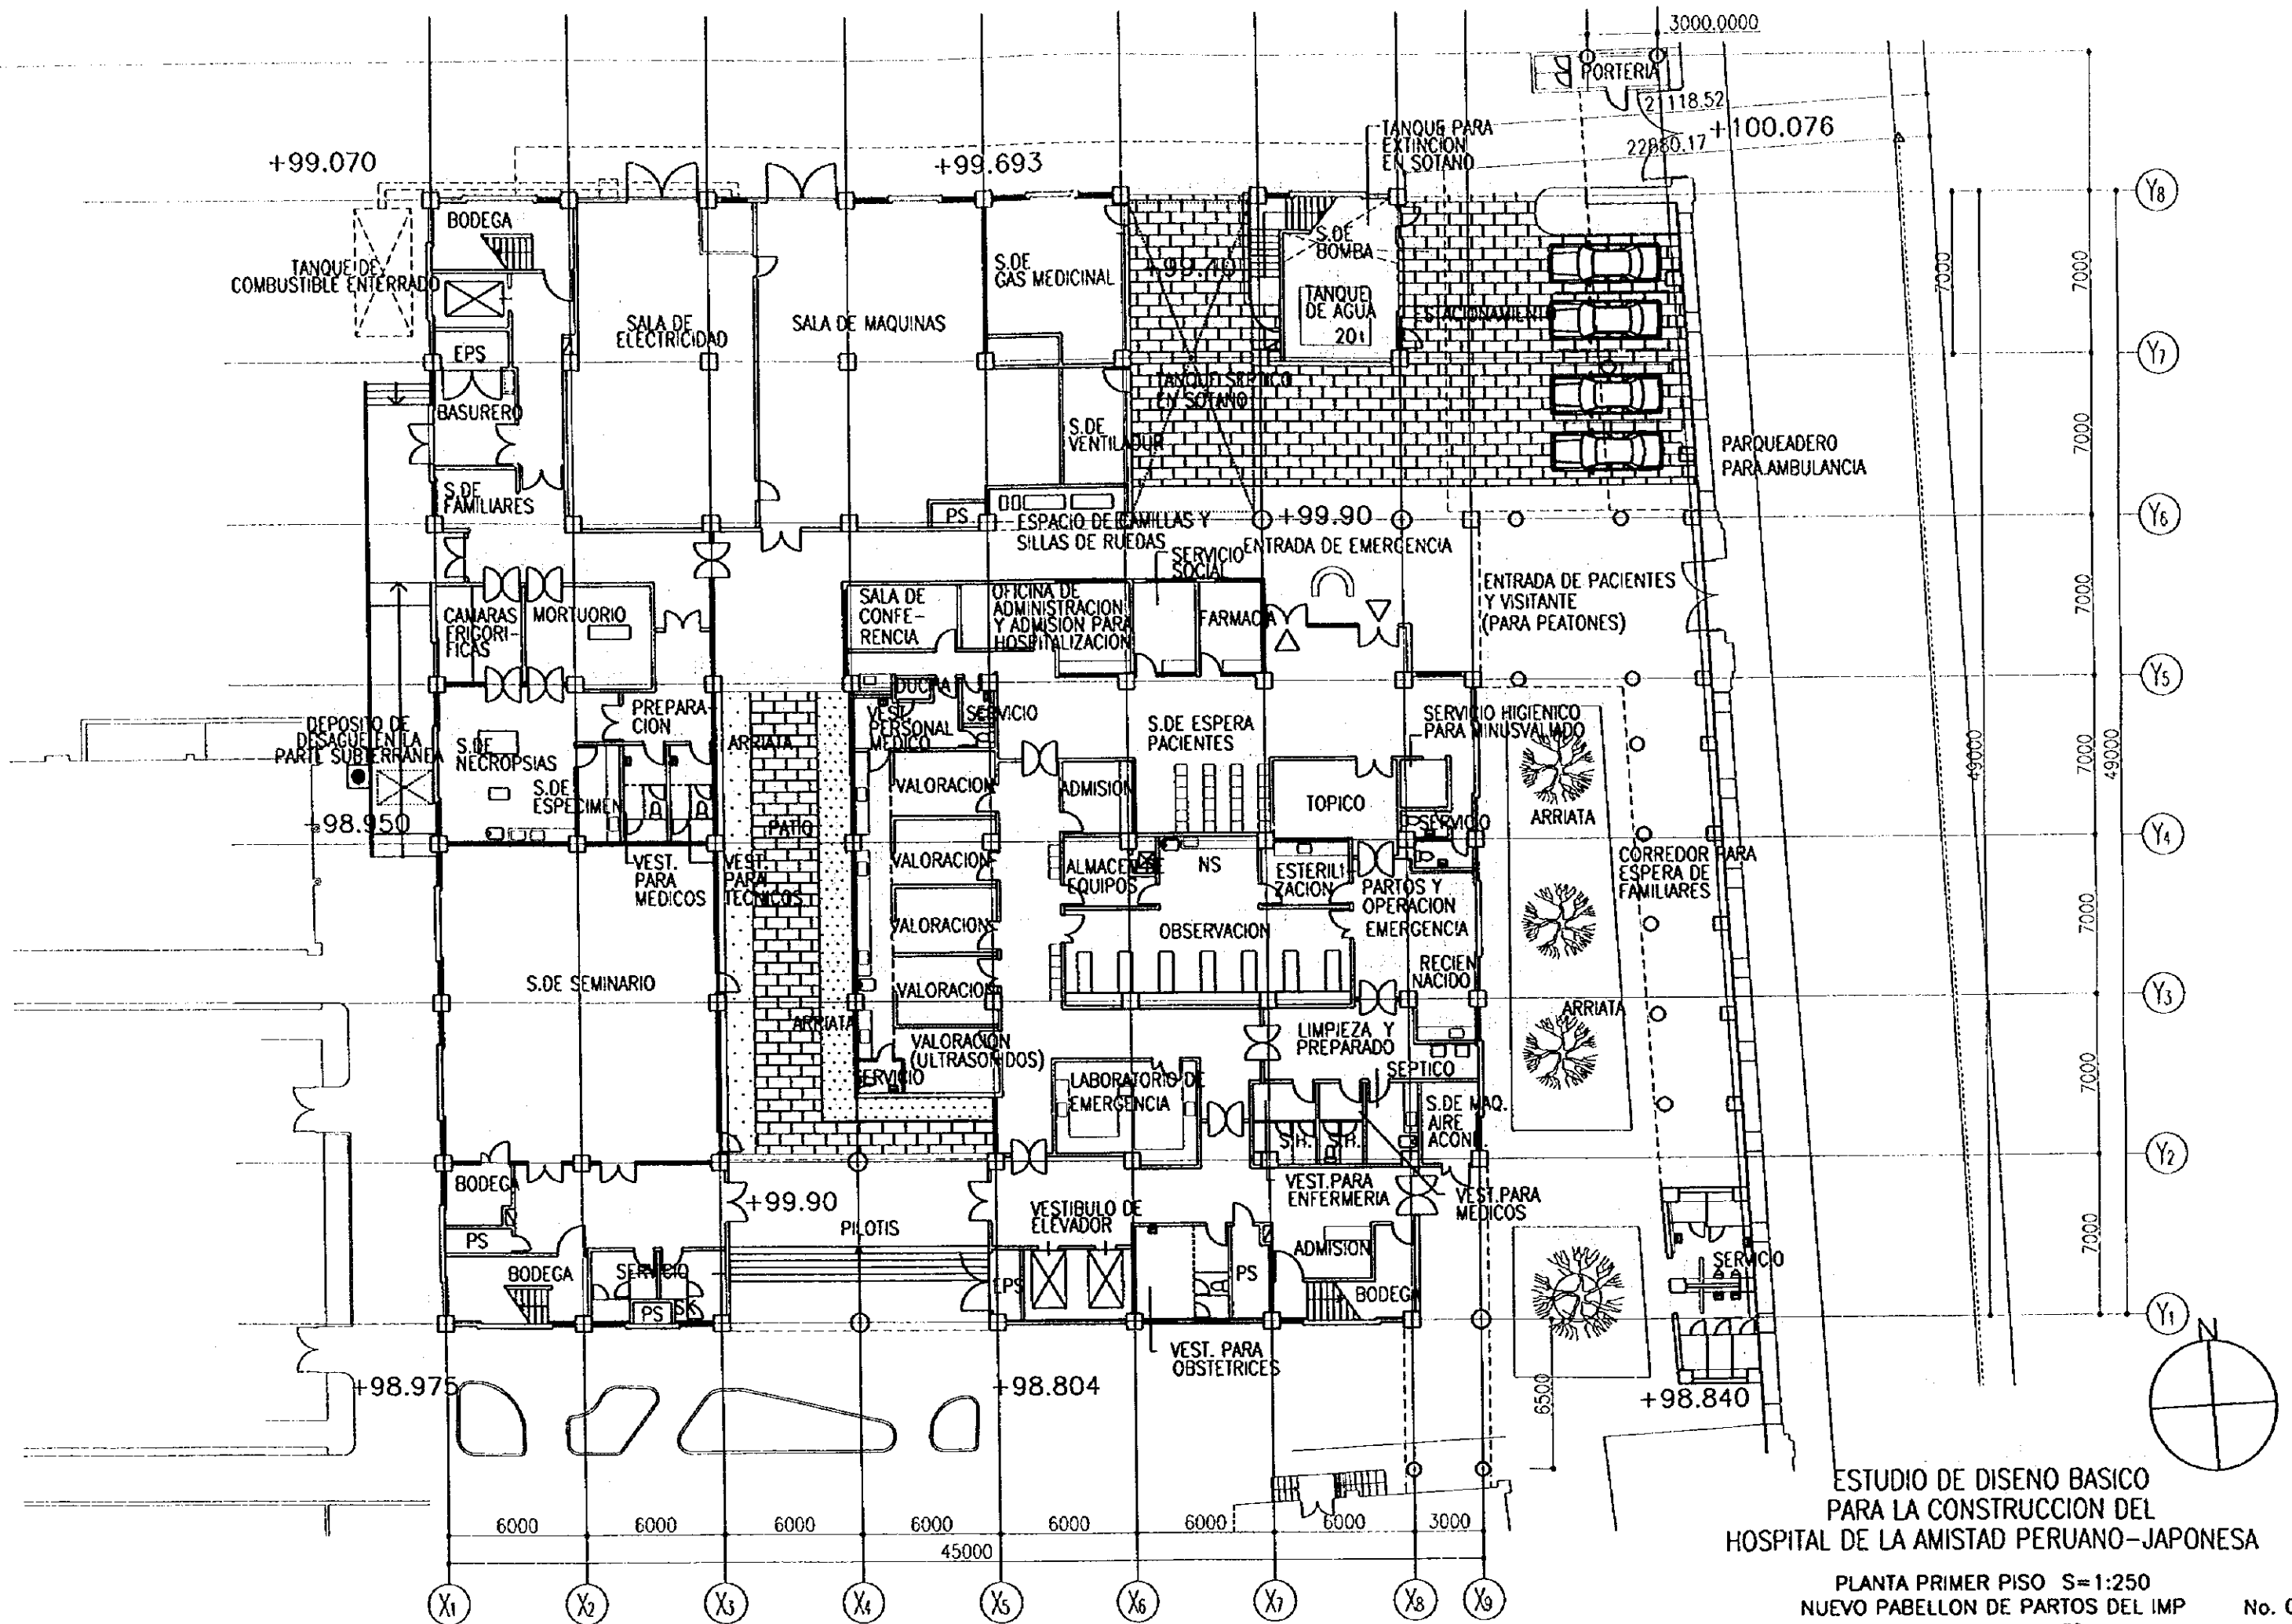 3000.0000
PORTERIA
21118.52
+100.076
22880.17
TANQUE PARA
EXTINCION
EN SOTANO
+99.070
+99.693
Y8
BODEGA
TANQUE DE
COMBUSTIBLE ENTERRADO
SALA DE
ELECTRICIDAD
SALA DE MAQUINAS
S.DE
GAS MEDICINAL
+99.40
S.DE
BOMBA
TANQUE
DE AGUA
20t
ESTACIONAMIENTO
7000
7000
EPS
Y7
BASURERO
TANQUE SEPTICO
EN SOTANO
S.DE
VENTILADOR
PARQUEADERO
PARA AMBULANCIA
7000
S.DE
FAMILIARES
PS
ESPACIO DE CAMILLAS Y
SILLAS DE RUEDAS
+99.90
ENTRADA DE EMERGENCIA
Y6
SERVICIO
SOCIAL
ENTRADA DE PACIENTES
Y VISITANTE
(PARA PEATONES)
7000
CAMARAS
FRIGORI-
FICAS
MORTUORIO
SALA DE
CONFE-
RENCIA
OFICINA DE
ADMINISTRACION
Y ADMISION PARA
HOSPITALIZACION
FARMACIA
Y5
DEPOSITO DE
DESAGUE EN LA
PARTE SUBTERRANEA
S.DE
NECROPSIAS
PREPARA-
CION
ARRIATA
DUCHA
VEST.
PERSONAL
MEDICO
SERVICIO
S.DE ESPERA
PACIENTES
SERVICIO HIGIENICO
PARA MINUSVALIADO
49000
7000
49000
S.DE
ESPECIMEN
VALORACION
ADMISION
TOPICO
ARRIATA
+98.950
PATIO
SERVICIO
Y4
VEST.
PARA
MEDICOS
VEST.
PARA
TECNICOS
VALORACION
ALMACEN DE
EQUIPOS
NS
ESTERILI
ZACION
PARTOS Y
OPERACION
EMERGENCIA
CORREDOR PARA
ESPERA DE
FAMILIARES
7000
VALORACION
OBSERVACION
S.DE SEMINARIO
VALORACION
RECIEN
NACIDO
Y3
ARRIATA
ARRIATA
VALORACION
(ULTRASONIDOS)
SERVICIO
LIMPIEZA Y
PREPARADO
SEPTICO
7000
LABORATORIO DE
EMERGENCIA
S.DE MAQ.
AIRE
ACOND.
S.H.
S.H.
Y2
BODEGA
+99.90
PILOTIS
VESTIBULO DE
ELEVADOR
VEST.PARA
ENFERMERIA
VEST.PARA
MEDICOS
7000
PS
BODEGA
SERVICIO
PS
SK
EPS
PS
ADMISION
BODEGA
SERVICIO
Y1
VEST. PARA
OBSTETRICES
N
+98.975
+98.804
6500
+98.840
6000
6000
6000
6000
6000
6000
6000
3000
45000
X1
X2
X3
X4
X5
X6
X7
X8
X9
ESTUDIO DE DISENO BASICO
PARA LA CONSTRUCCION DEL
HOSPITAL DE LA AMISTAD PERUANO-JAPONESA
PLANTA PRIMER PISO S=1:250
NUEVO PABELLON DE PARTOS DEL IMP
No.